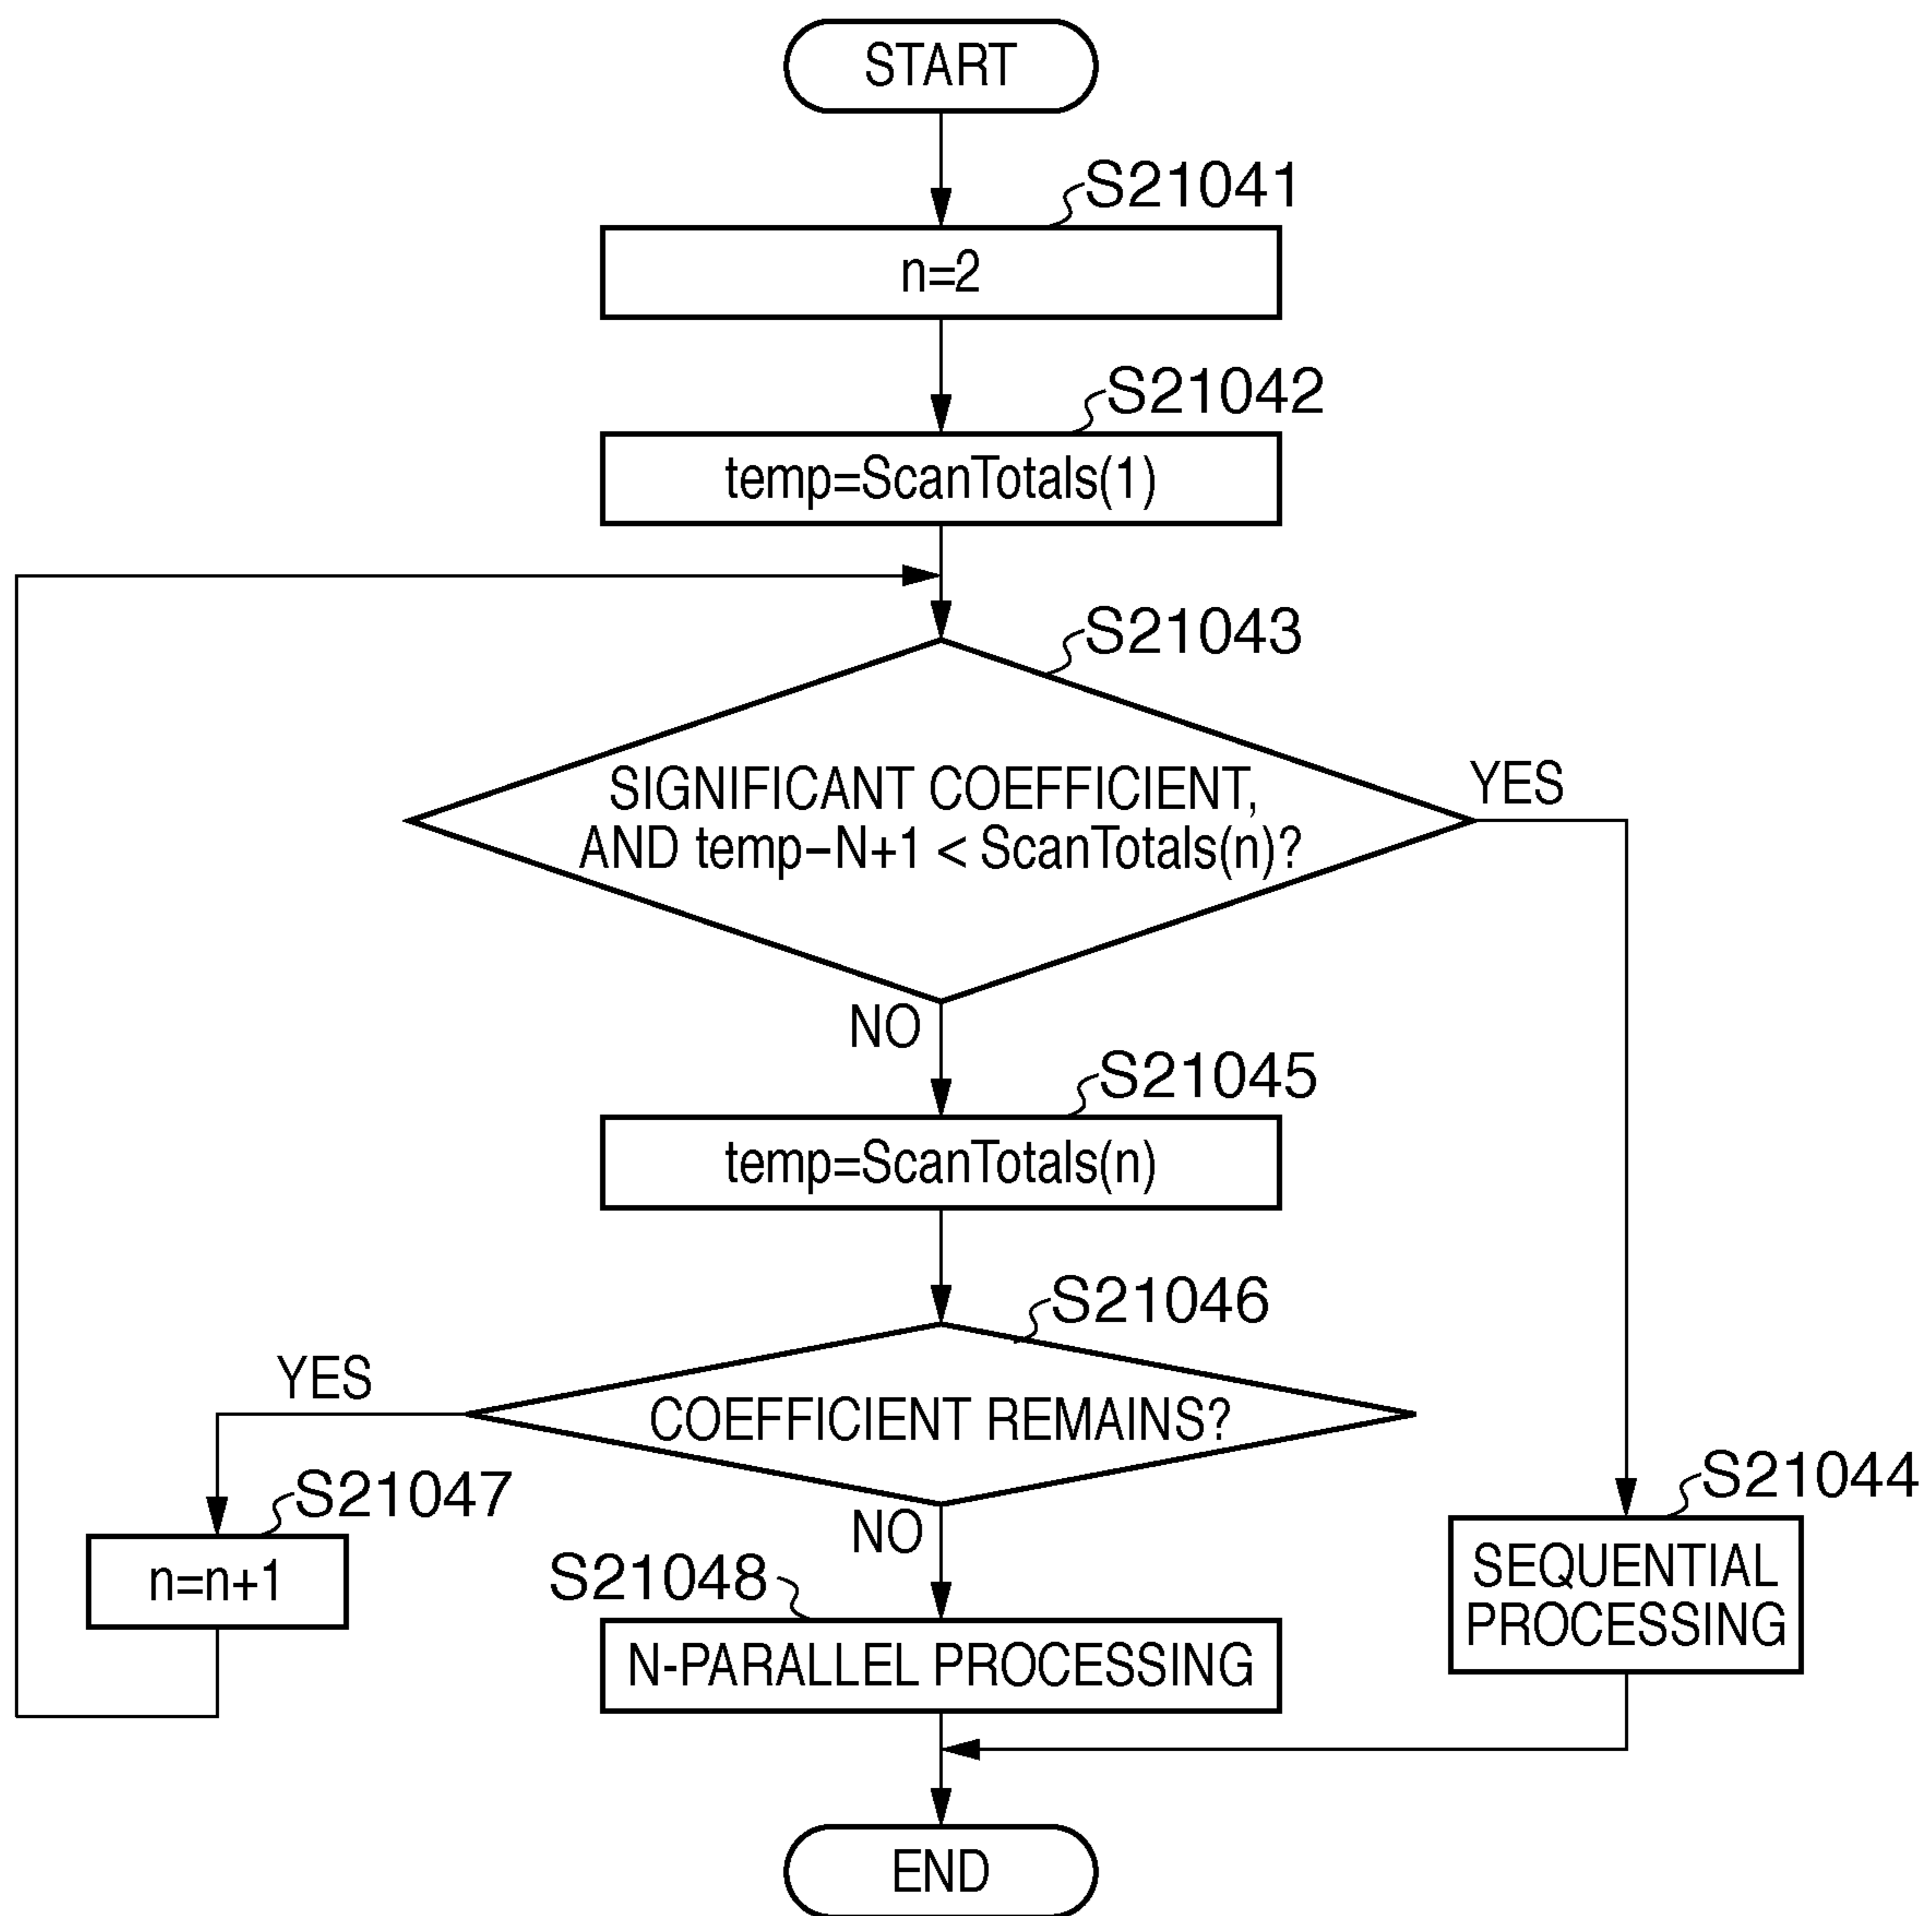 START
S21041
n=2
S21042
temp=ScanTotals(1)
S21043
SIGNIFICANT COEFFICIENT,
AND temp−N+1 < ScanTotals(n)?
YES
NO
S21045
temp=ScanTotals(n)
S21046
COEFFICIENT REMAINS?
YES
NO
S21047
n=n+1
S21048
N-PARALLEL PROCESSING
S21044
SEQUENTIAL
PROCESSING
END